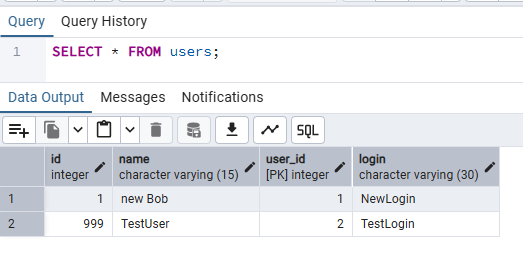 Query Query History
1 SELECT * FROM users;
Data Output Messages Notifications
SQL
id name user_id login
integer character varying (15) [PK] integer character varying (30)
1 1 new Bob 1 NewLogin
2 999 TestUser 2 TestLogin